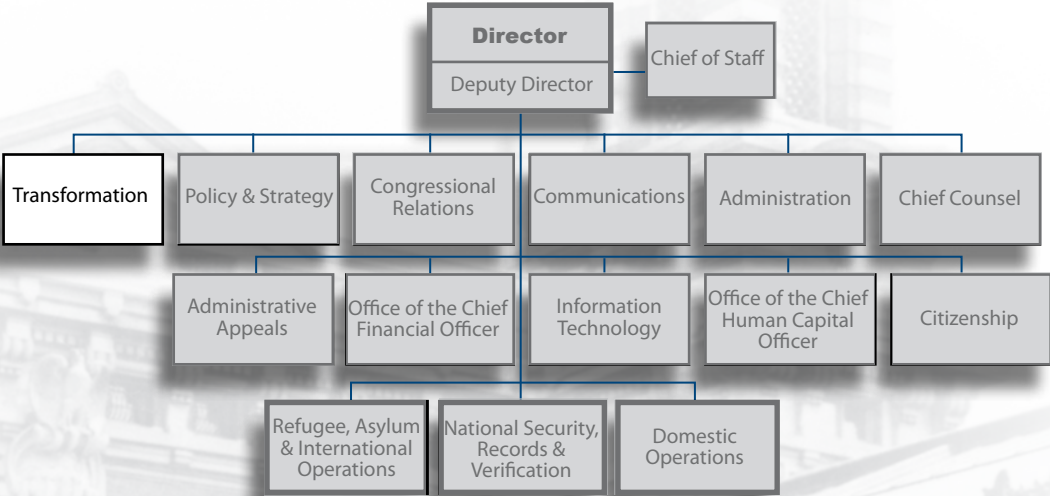 Director
Deputy Director
Chief of Staff
Transformation
Policy & Strategy
Congressional
Relations
Communications
Administration
Chief Counsel
Administrative
Appeals
Office of the Chief
Financial Officer
Information
Technology
Office of the Chief
Human Capital
Officer
Citizenship
Refugee, Asylum
& International
Operations
National Security,
Records &
Verification
Domestic
Operations